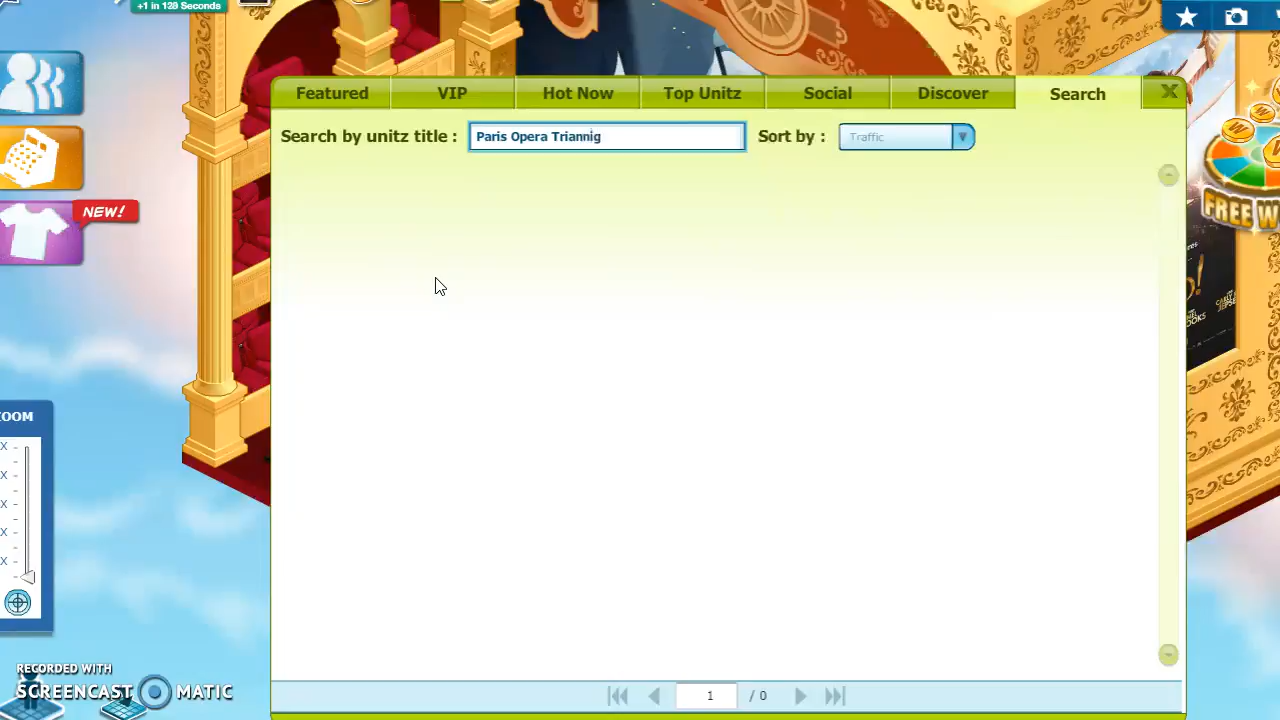 +1 in 128 Seconds
Featured VIP Hot Now Top Unitz Social Discover Search X
Search by unitz title : Paris Opera Triannig Sort by : Traffic
NEW!
FREE W
OOKS
ZOOM
X
X
X
X
X
RECORDED WITH
SCREENCAST MATIC
1 / 0